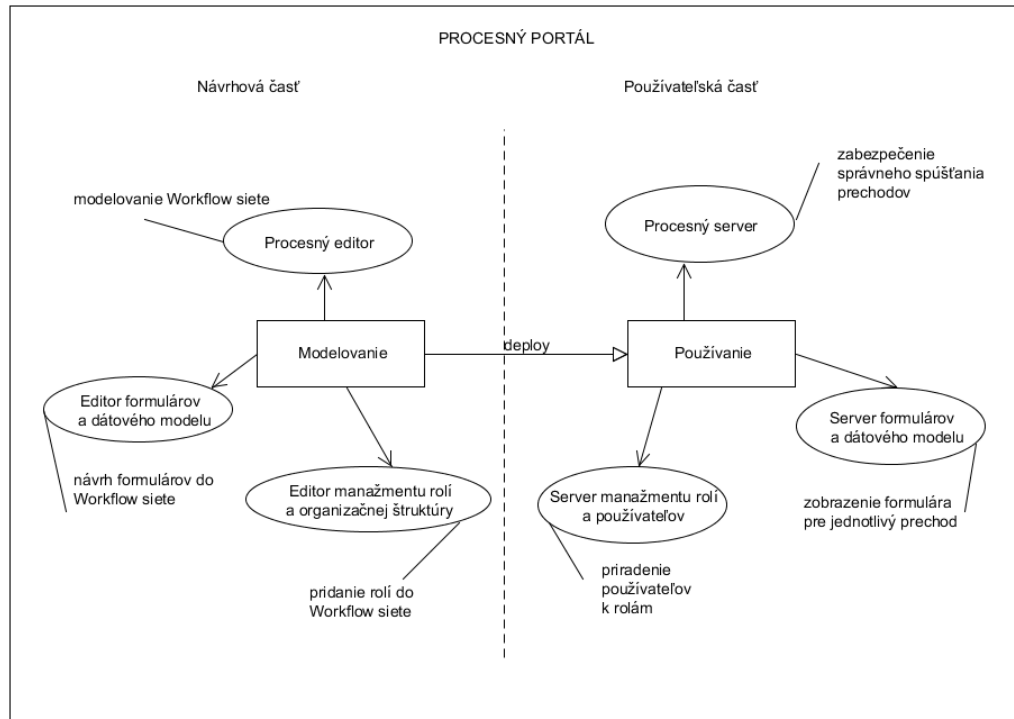 PROCESNÝ PORTÁL
Návrhová časť
Používateľská časť
zabezpečenie
správneho spúšťania
prechodov
modelovanie Workflow siete
Procesný editor
Procesný server
Modelovanie
deploy
Používanie
Editor formulárov
a dátového modelu
Server formulárov
a dátového modelu
návrh formulárov do
Workflow siete
Editor manažmentu rolí
a organizačnej štruktúry
Server manažmentu rolí
a používateľov
zobrazenie formulára
pre jednotlivý prechod
pridanie rolí do
Workflow siete
priradenie
používateľov
k rolám